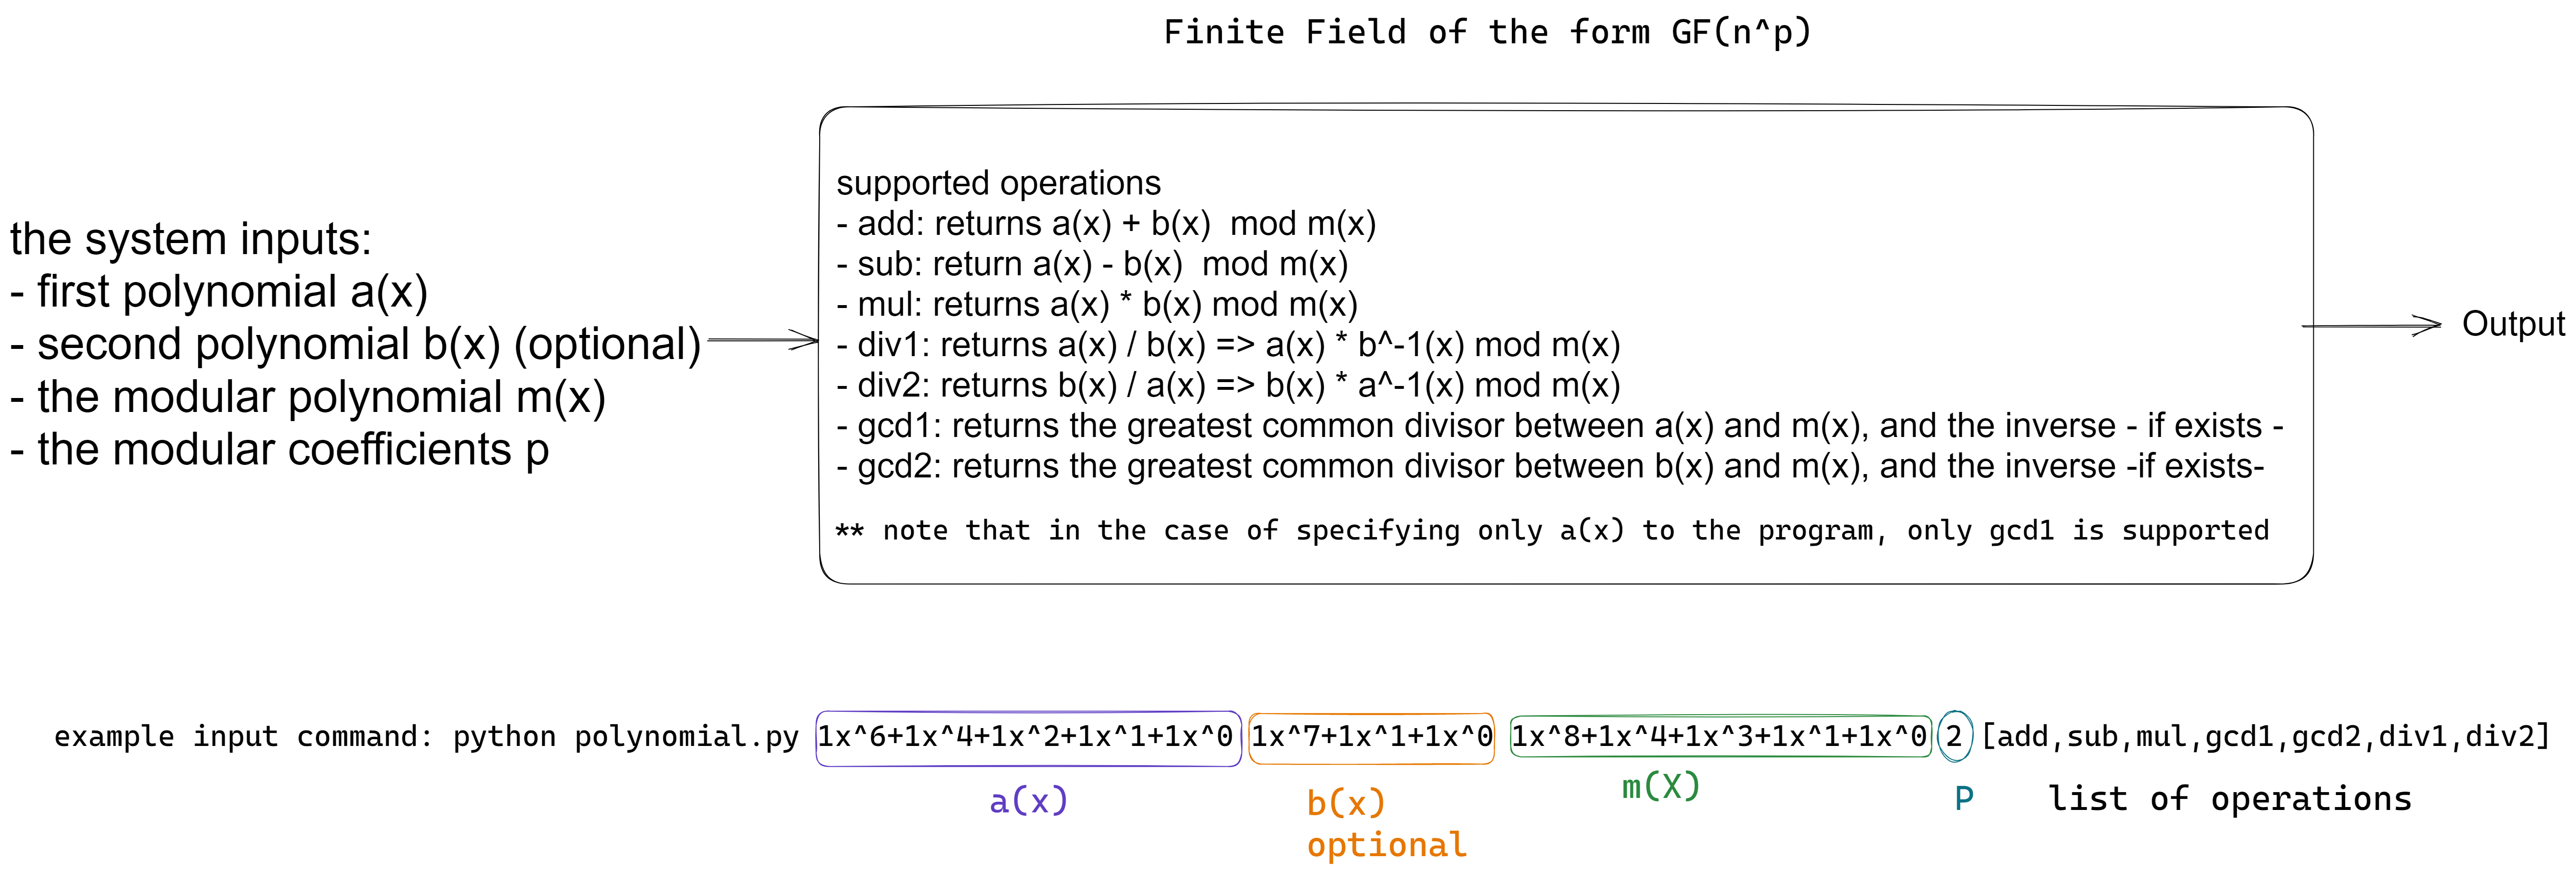 Finite Field of the form GF(n^p)
the system inputs:
- first polynomial a(x)
- second polynomial b(x) (optional)
- the modular polynomial m(x)
- the modular coefficients p
supported operations
- add: returns a(x) + b(x)  mod m(x)
- sub: return a(x) - b(x)  mod m(x)
- mul: returns a(x) * b(x) mod m(x)
- div1: returns a(x) / b(x) => a(x) * b^-1(x) mod m(x)
- div2: returns b(x) / a(x) => b(x) * a^-1(x) mod m(x)
- gcd1: returns the greatest common divisor between a(x) and m(x), and the inverse - if exists -
- gcd2: returns the greatest common divisor between b(x) and m(x), and the inverse -if exists-
** note that in the case of specifying only a(x) to the program, only gcd1 is supported
Output
example input command: python polynomial.py 1x^6+1x^4+1x^2+1x^1+1x^0 1x^7+1x^1+1x^0 1x^8+1x^4+1x^3+1x^1+1x^0 2 [add,sub,mul,gcd1,gcd2,div1,div2]
a(x)
b(x)
optional
m(X)
P
list of operations